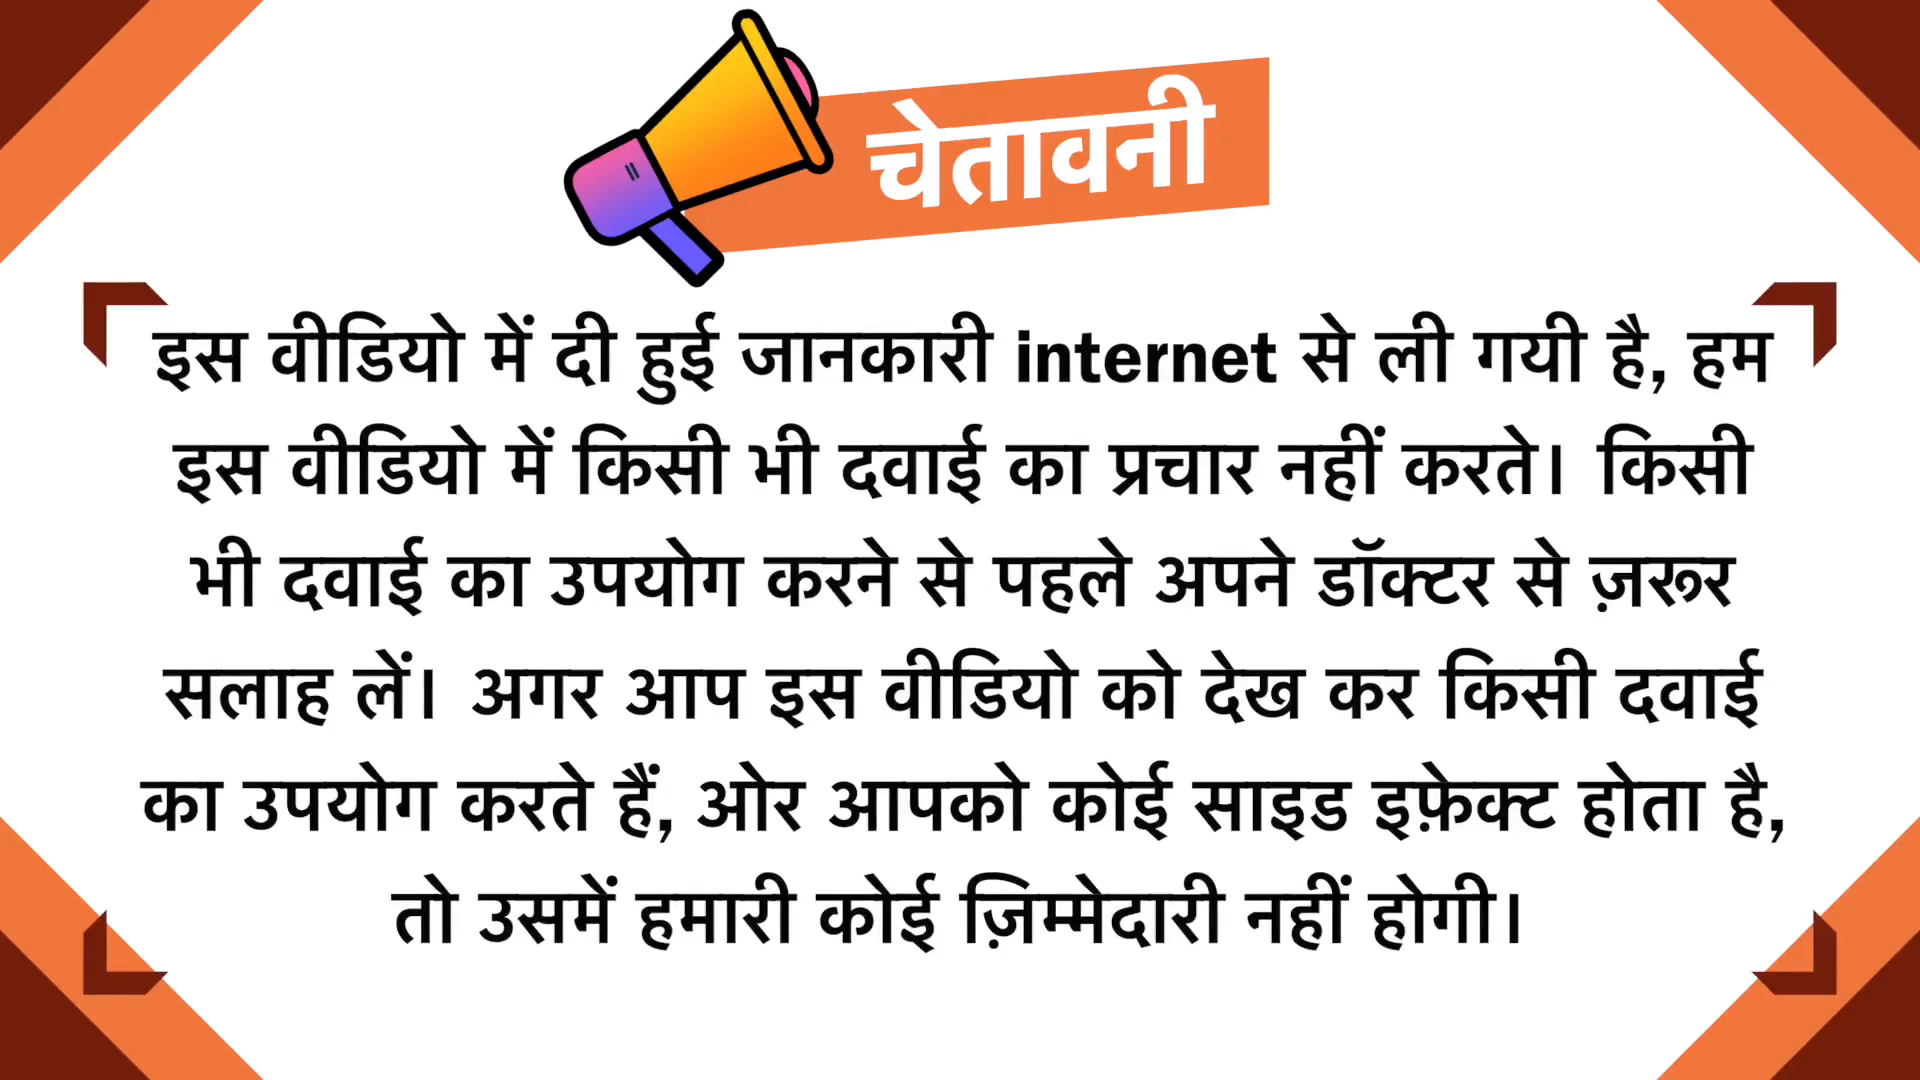 चेतावनी
इस वीडियो में दी हुई जानकारी internet से ली गयी है, हम
इस वीडियो में किसी भी दवाई का प्रचार नहीं करते। किसी
भी दवाई का उपयोग करने से पहले अपने डॉक्टर से ज़रूर
सलाह लें। अगर आप इस वीडियो को देख कर किसी दवाई
का उपयोग करते हैं, ओर आपको कोई साइड इफ़ेक्ट होता है,
तो उसमें हमारी कोई ज़िम्मेदारी नहीं होगी।